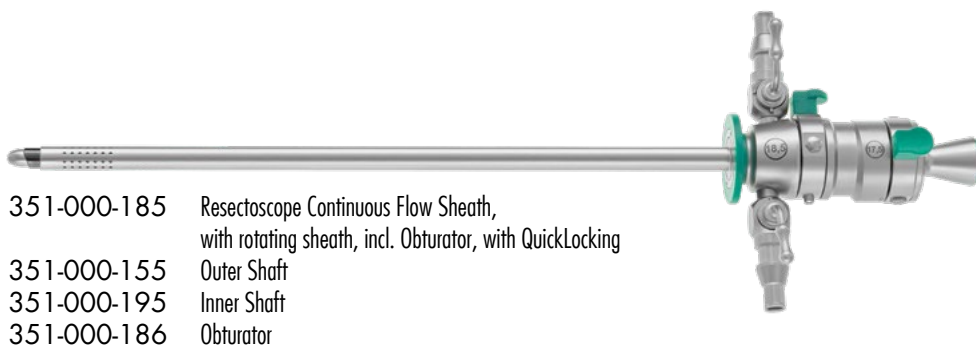 18,5
17,5
351-000-185 Resectoscope Continuous Flow Sheath,
with rotating sheath, incl. Obturator, with QuickLocking
351-000-155 Outer Shaft
351-000-195 Inner Shaft
351-000-186 Obturator